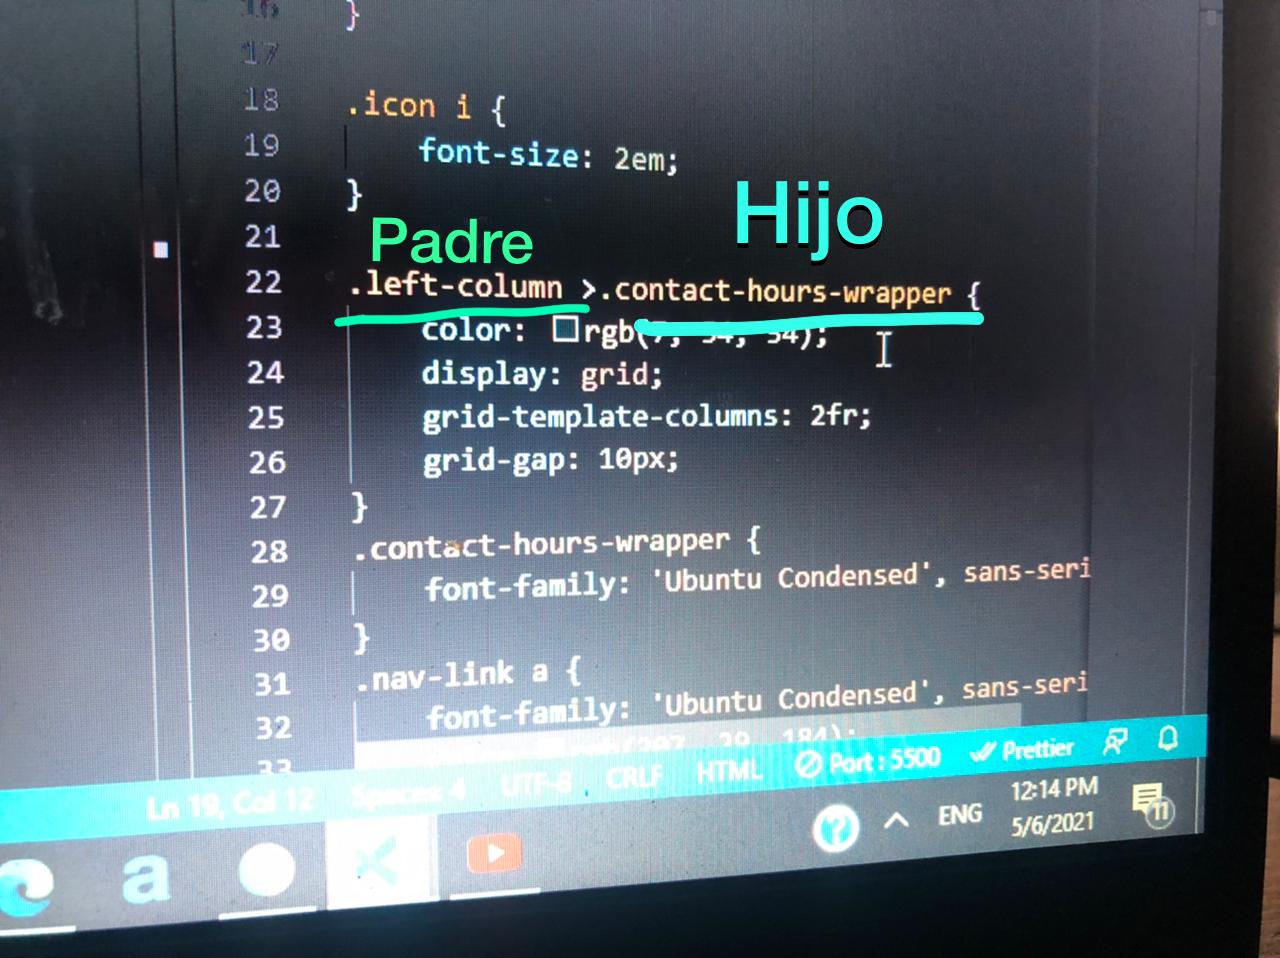 16 }
17
18 .icon i {
19 font-size: 2em;
20 }
21
Padre Hijo
22 .left-column >.contact-hours-wrapper {
23 color: rgb(7, 54, 54);
24 display: grid;
25 grid-template-columns: 2fr;
26 grid-gap: 10px;
27 }
28 .contact-hours-wrapper {
29 font-family: 'Ubuntu Condensed', sans-seri
30 }
31 .nav-link a {
32 font-family: 'Ubuntu Condensed', sans-seri
33
Ln 19, Col 12 Spaces: 4 UTF-8 CRLF HTML Port : 5500 Prettier
ENG 12:14 PM
5/6/2021 11